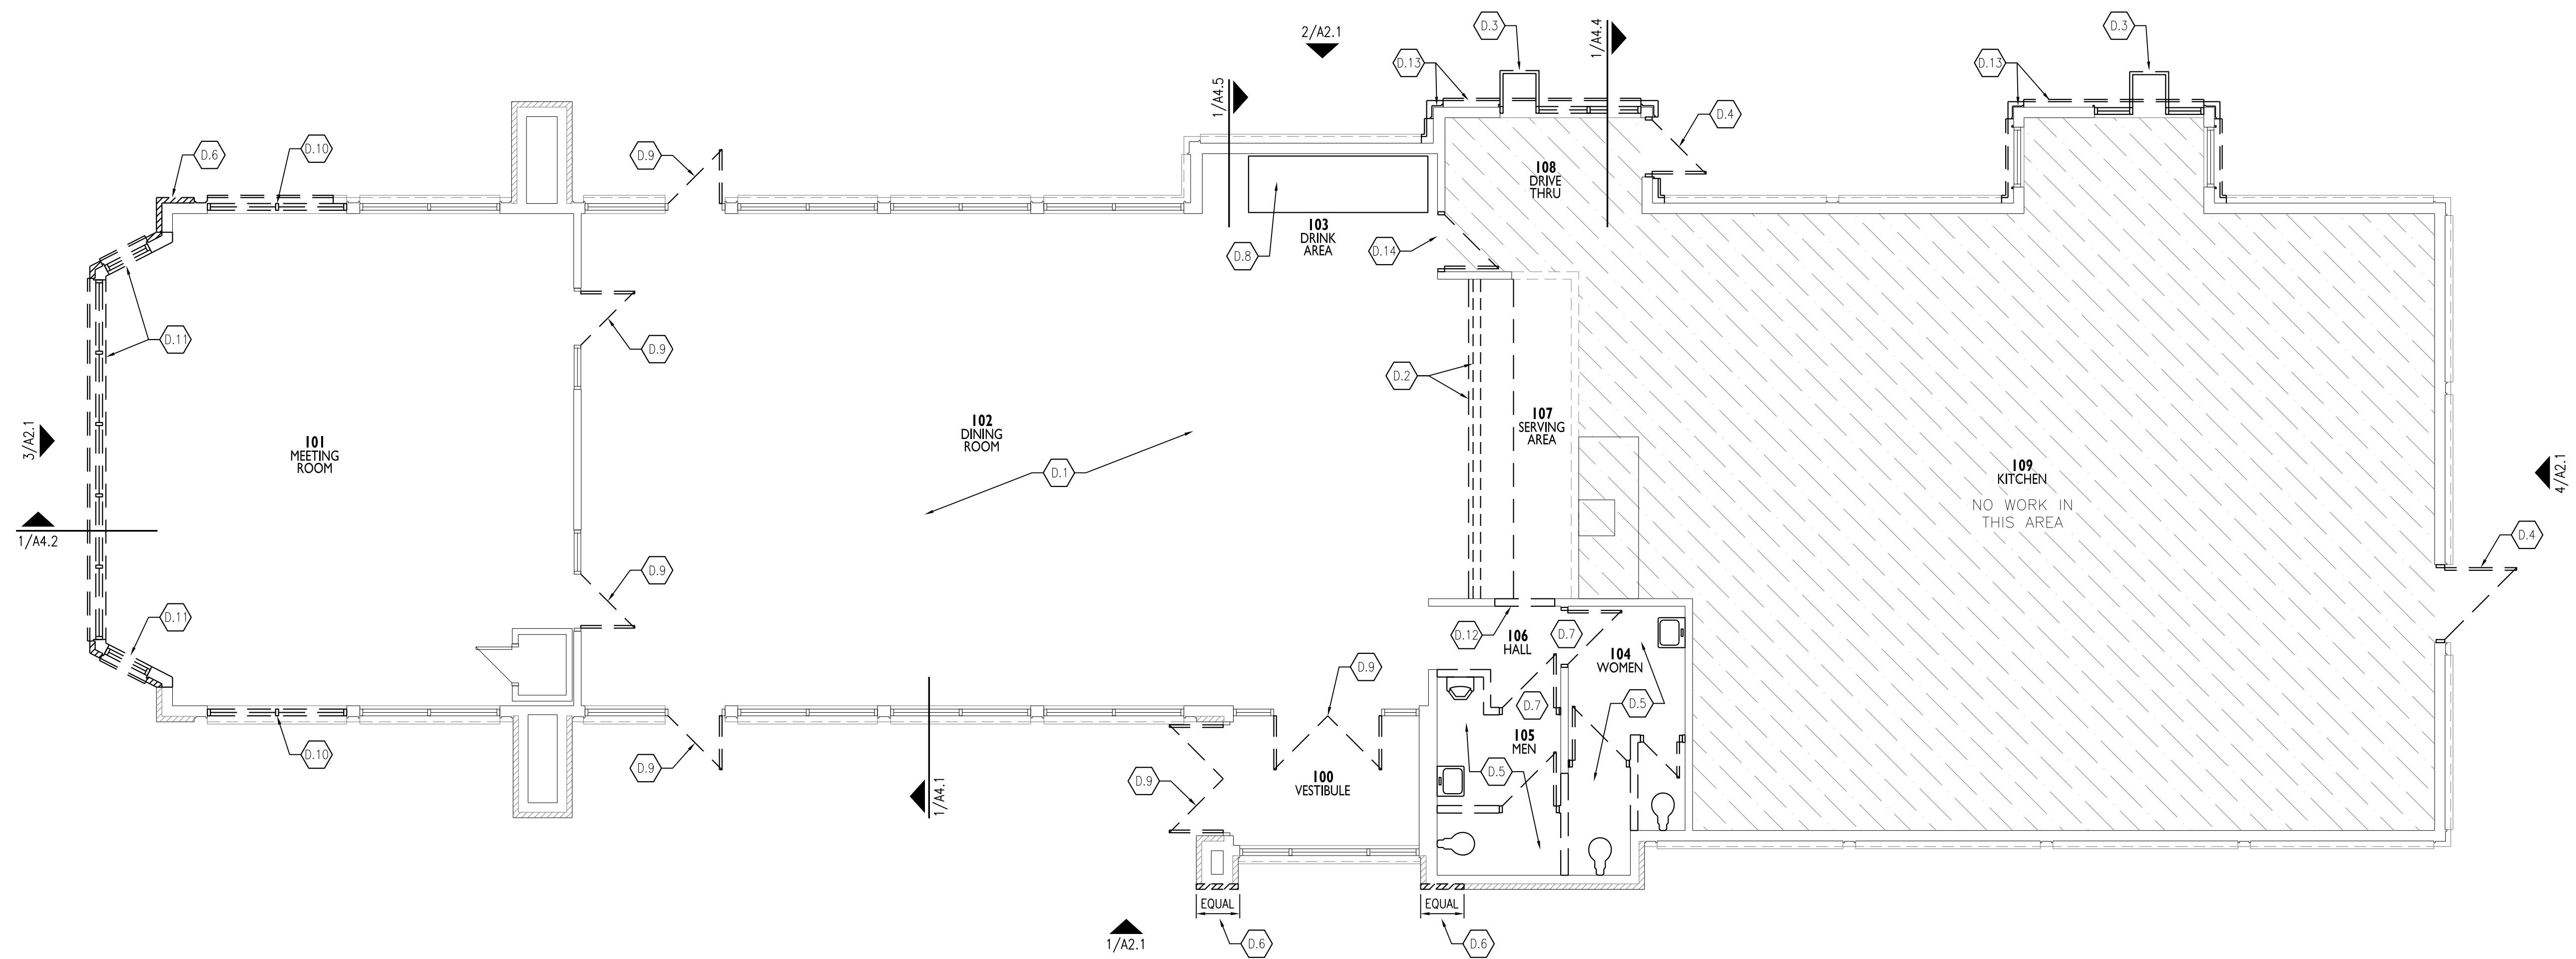 2/A2.1
D.3
D.3
1/A4.4
D.13
D.13
1/A4.5
D.4
D.6
D.10
D.9
108
DRIVE
THRU
103
DRINK
AREA
D.8
D.14
D.11
D.9
D.2
3/A2.1
101
MEETING
ROOM
102
DINING
ROOM
D.1
107
SERVING
AREA
109
KITCHEN
NO WORK IN
THIS AREA
4/A2.1
1/A4.2
D.4
D.9
D.11
D.12
106
HALL
D.7
104
WOMEN
D.9
D.7
D.5
105
MEN
D.10
D.9
D.9
100
VESTIBULE
D.5
1/A4.1
EQUAL
EQUAL
1/A2.1
D.6
D.6